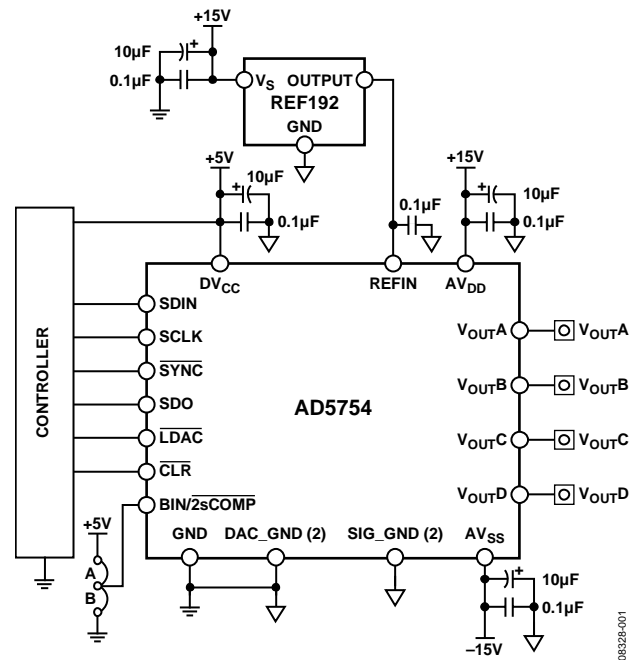 +15V
10µF
+
0.1µF
VS
OUTPUT
REF192
GND
+5V
+
10µF
0.1µF
0.1µF
+15V
+
10µF
0.1µF
CONTROLLER
DVCC
REFIN
AVDD
SDIN
SCLK
SYNC
SDO
LDAC
CLR
BIN/2sCOMP
AD5754
VOUTA
VOUTA
VOUTB
VOUTB
VOUTC
VOUTC
VOUTD
VOUTD
GND
DAC_GND (2)
SIG_GND (2)
AVSS
+5V
A
B
+
10µF
0.1µF
–15V
08328-001